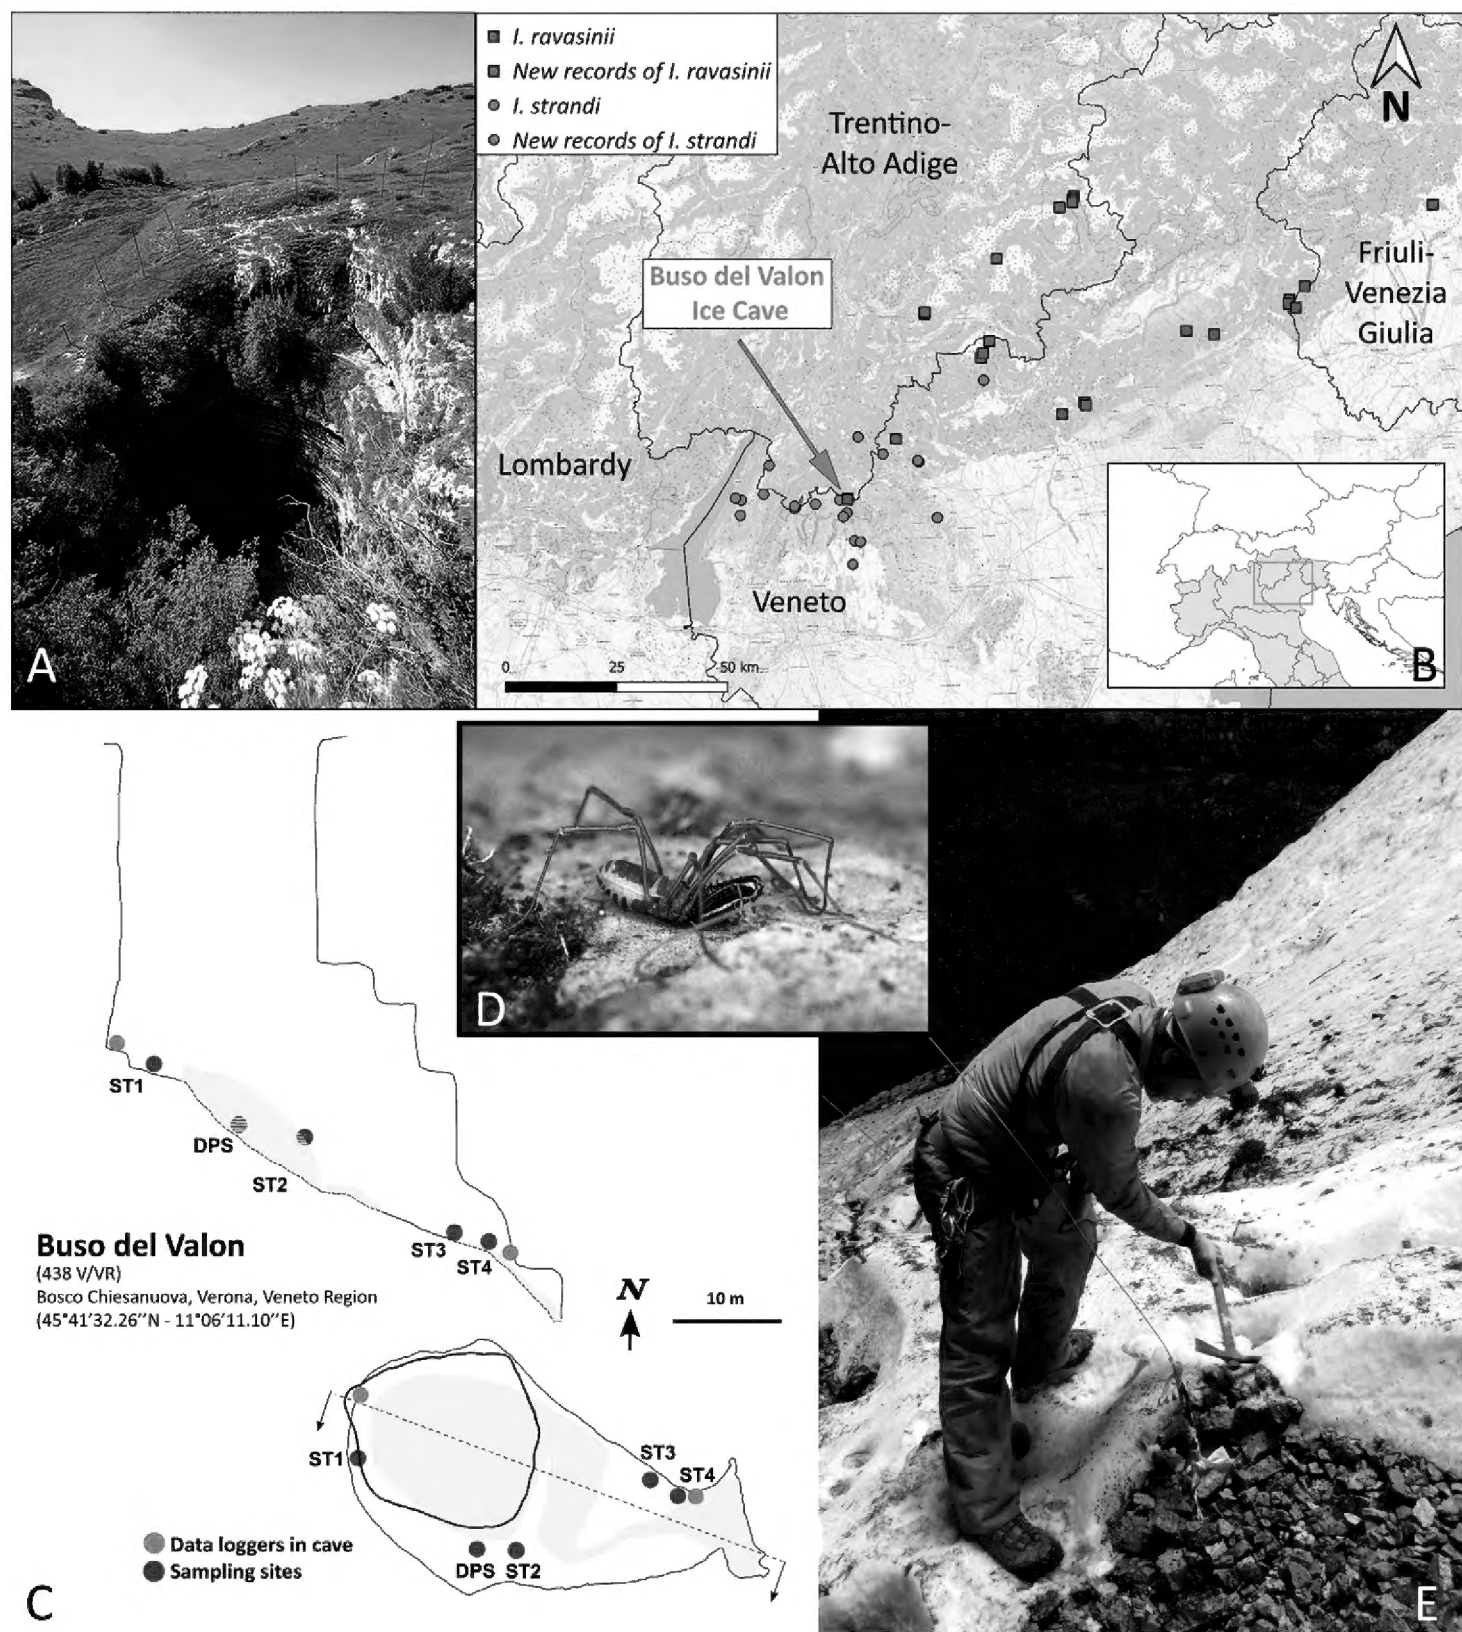 A
I. ravasinii
New records of I. ravasinii
I. strandi
New records of I. strandi
N
Trentino-
Alto Adige
Buso del Valon
Ice Cave
Friuli-
Venezia
Giulia
Lombardy
Veneto
0 25 50 km
B
ST1
DPS
ST2
ST3
ST4
Buso del Valon
(438 V/VR)
Bosco Chiesanuova, Verona, Veneto Region
(45°41'32.26''N - 11°06'11.10''E)
N
10 m
ST1
ST3
ST4
DPS
ST2
Data loggers in cave
Sampling sites
C
D
E